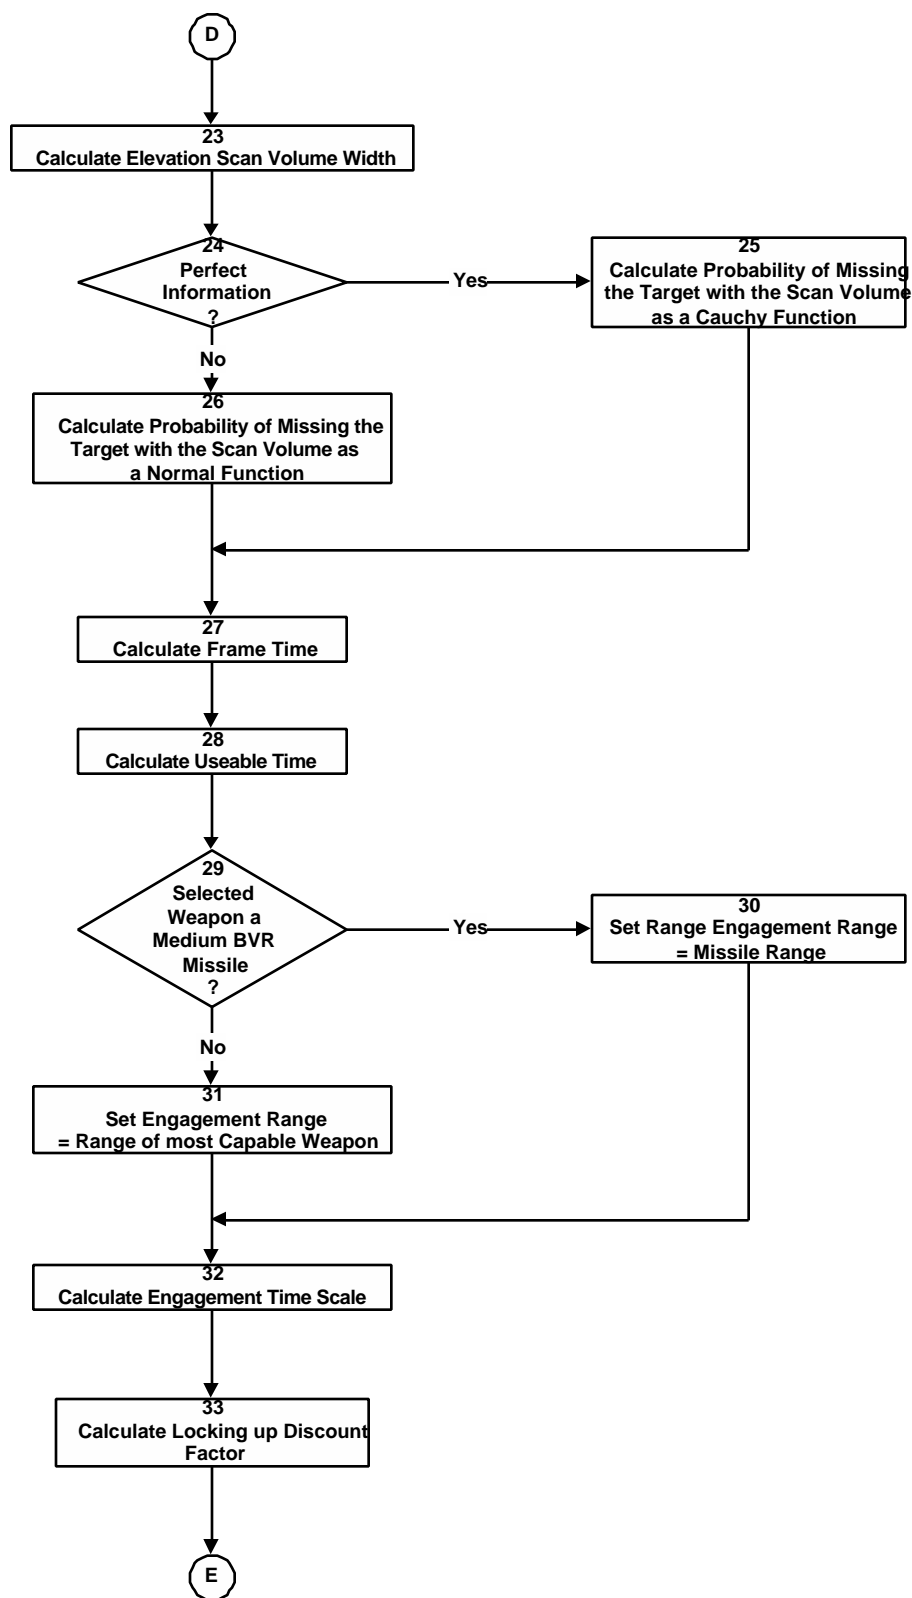 D
23
Calculate Elevation Scan Volume Width
24
Perfect
Information
?
Yes
25
Calculate Probability of Missing
the Target with the Scan Volume
as a Cauchy Function
No
26
Calculate Probability of Missing the
Target with the Scan Volume as
a Normal Function
27
Calculate Frame Time
28
Calculate Useable Time
29
Selected
Weapon a
Medium BVR
Missile
?
Yes
30
Set Range Engagement Range
= Missile Range
No
31
Set Engagement Range
= Range of most Capable Weapon
32
Calculate Engagement Time Scale
33
Calculate Locking up Discount
Factor
E